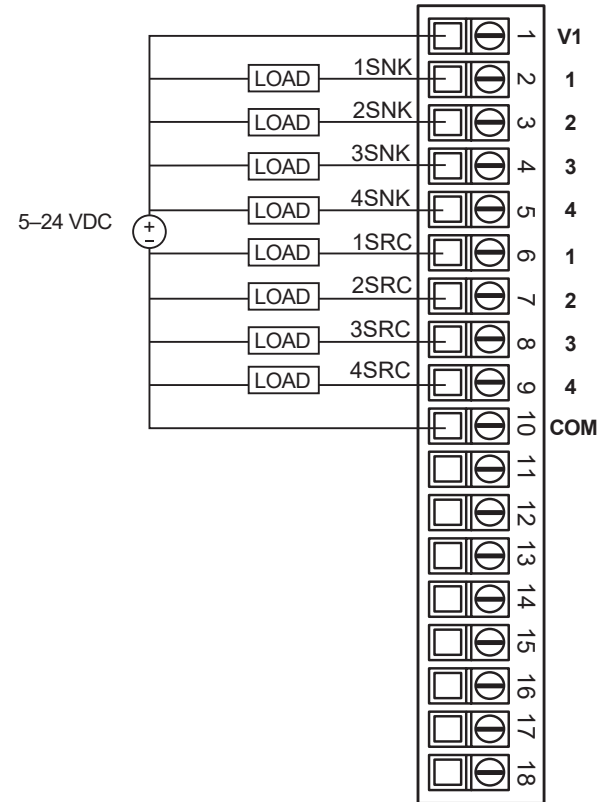 1 V1
LOAD 1SNK 2 1
LOAD 2SNK 3 2
LOAD 3SNK 4 3
LOAD 4SNK 5 4
5–24 VDC + −
LOAD 1SRC 6 1
LOAD 2SRC 7 2
LOAD 3SRC 8 3
LOAD 4SRC 9 4
10 COM
11
12
13
14
15
16
17
18